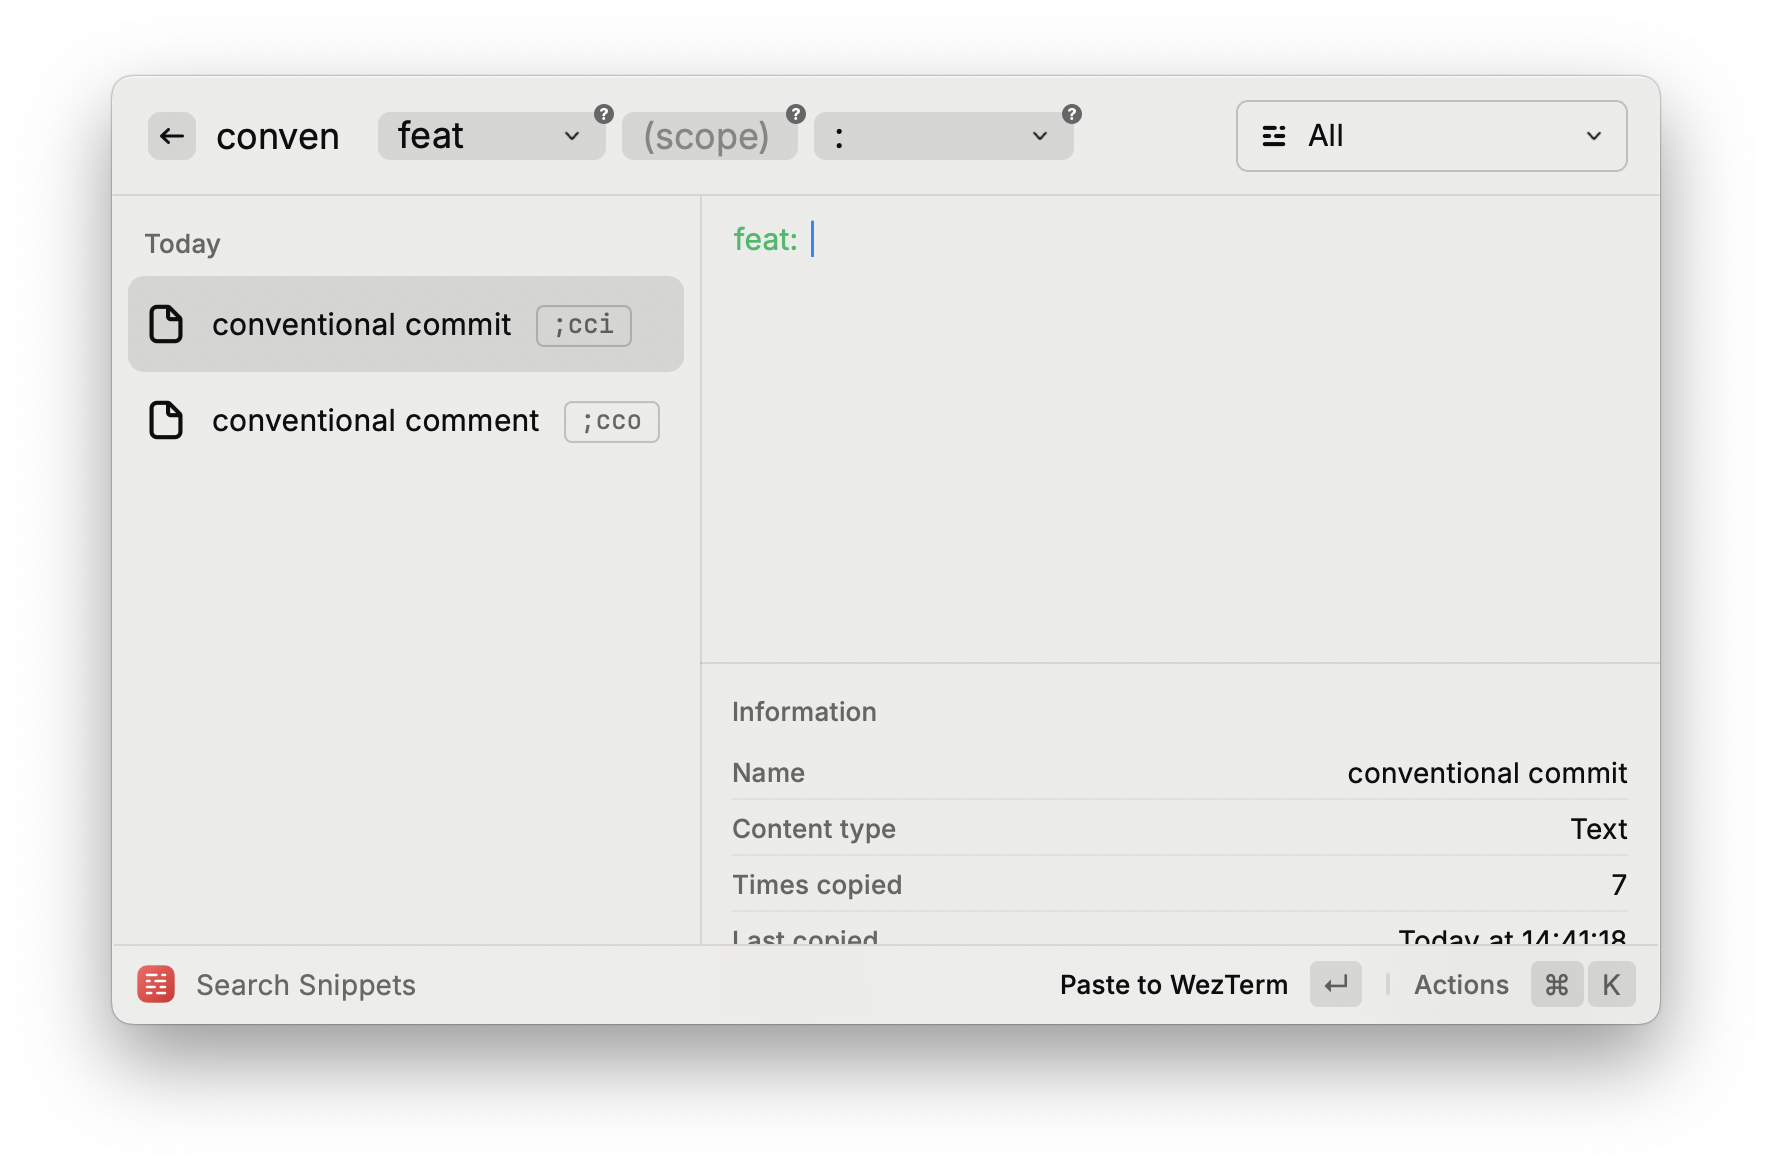 conven feat (scope) : All
Today
conventional commit ;cci
conventional comment ;cco
feat:
Information
Name conventional commit
Content type Text
Times copied 7
Last copied Today at 14:41:18
Search Snippets Paste to WezTerm Actions ⌘ K